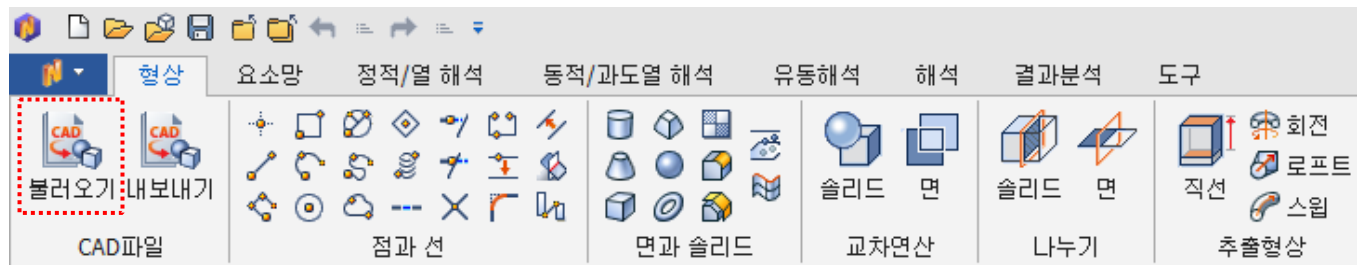 형상 요소망 정적/열 해석 동적/과도열 해석 유동해석 해석 결과분석 도구
CAD CAD
불러오기 내보내기 솔리드 면 솔리드 면 직선 회전
로프트
스윕
CAD파일 점과 선 면과 솔리드 교차연산 나누기 추출형상